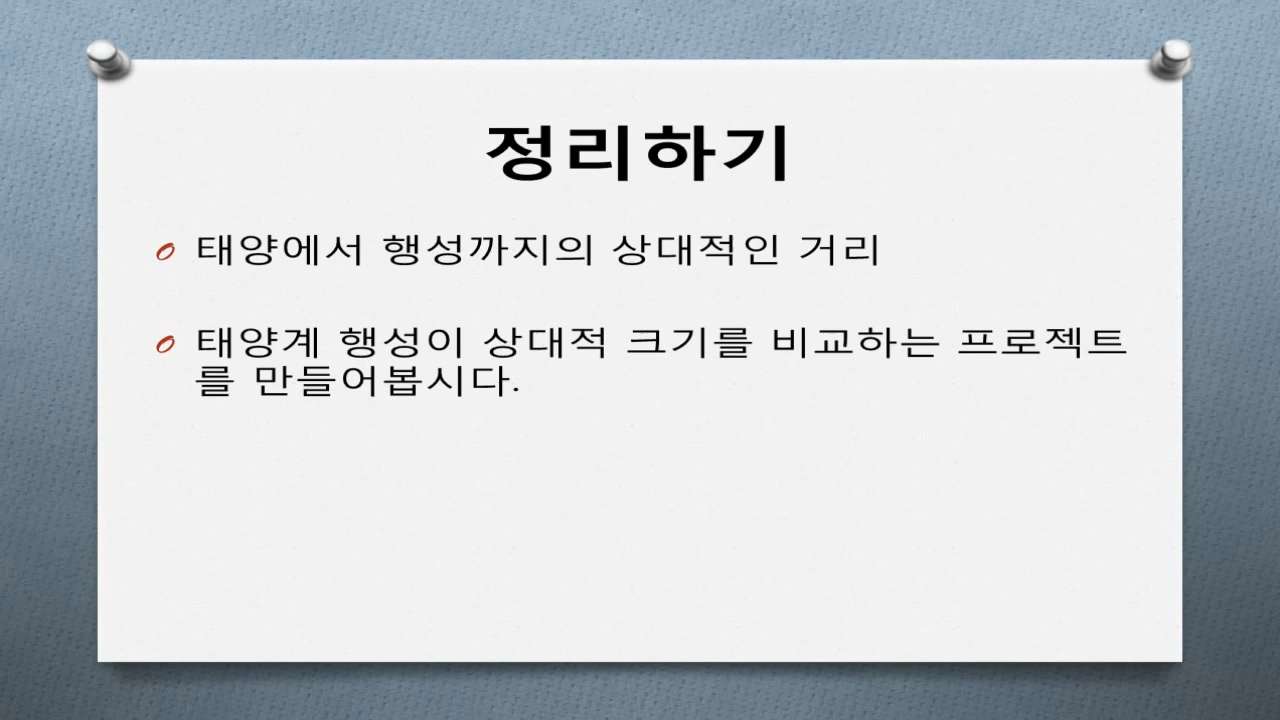 정리하기
태양에서 행성까지의 상대적인 거리
태양계 행성이 상대적 크기를 비교하는 프로젝트
를 만들어봅시다.